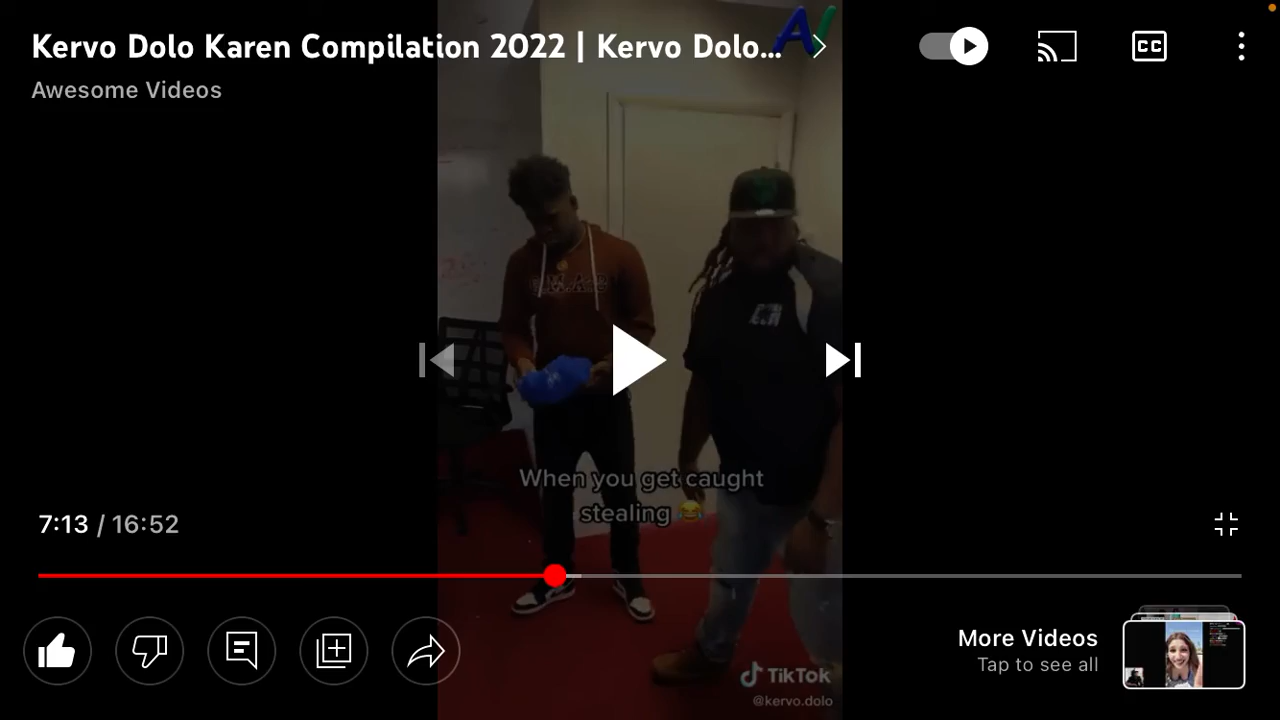 Kervo Dolo Karen Compilation 2022 | Kervo Dolo...
Awesome Videos
CC
When you get caught
stealing 😂
7:13 / 16:52
More Videos
Tap to see all
TikTok
@kervo.dolo